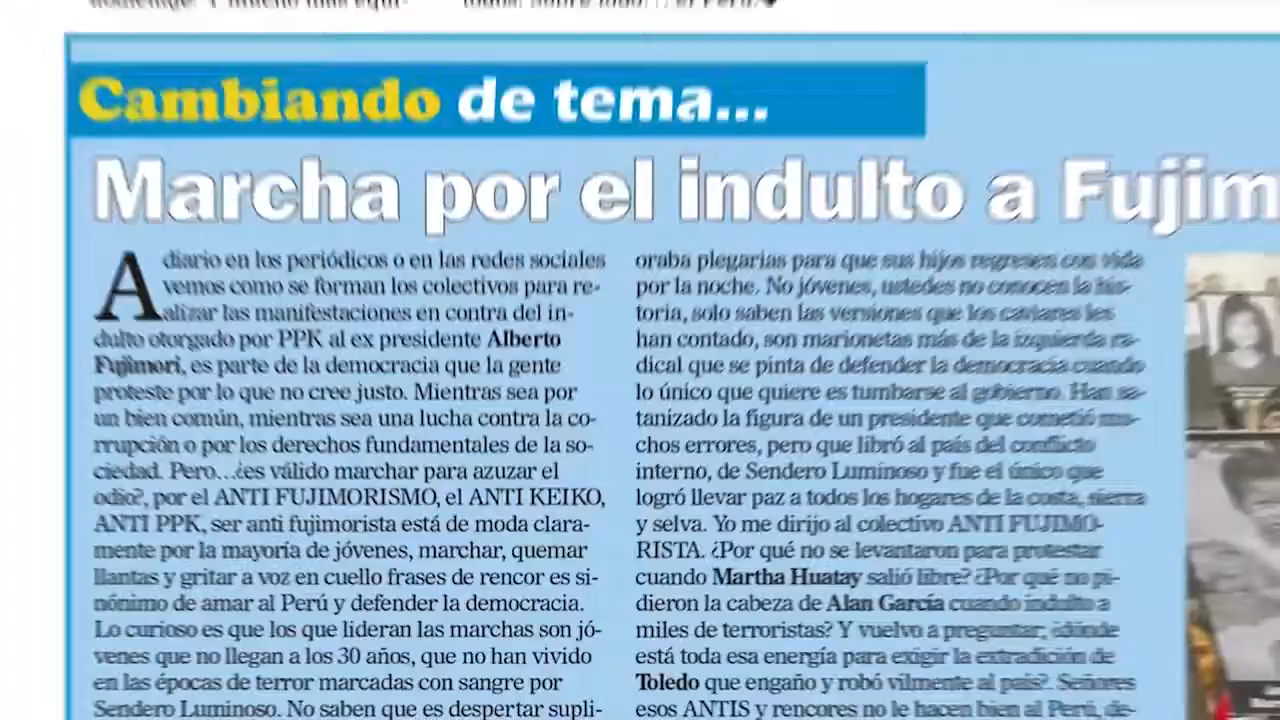 Cambiando de tema...
Marcha por el indulto a Fujim
A diario en los periódicos o en las redes sociales
vemos como se forman los colectivos para re-
alizar las manifestaciones en contra del in-
dulto otorgado por PPK al ex presidente Alberto
Fujimori, es parte de la democracia que la gente
proteste por lo que no cree justo. Mientras sea por
un bien común, mientras sea una lucha contra la co-
rrupción o por los derechos fundamentales de la so-
ciedad. Pero...¿es válido marchar para azuzar el
odio?, por el ANTI FUJIMORISMO, el ANTI KEIKO,
ANTI PPK, ser anti fujimorista está de moda clara-
mente por la mayoría de jóvenes, marchar, quemar
llantas y gritar a voz en cuello frases de rencor es si-
nónimo de amar al Perú y defender la democracia.
Lo curioso es que los que lideran las marchas son jó-
venes que no llegan a los 30 años, que no han vivido
en las épocas de terror marcadas con sangre por
Sendero Luminoso. No saben que es despertar supli-
oraba plegarias para que sus hijos regresen con vida
por la noche. No jóvenes, ustedes no conocen la his-
toria, solo saben las versiones que los caviares les
han contado, son marionetas más de la izquierda ra-
dical que se pinta de defender la democracia cuando
lo único que quiere es tumbarse al gobierno. Han sa-
tanizado la figura de un presidente que cometió mu-
chos errores, pero que libró al país del conflicto
interno, de Sendero Luminoso y fue el único que
logró llevar paz a todos los hogares de la costa, sierra
y selva. Yo me dirijo al colectivo ANTI FUJIMO-
RISTA. ¿Por qué no se levantaron para protestar
cuando Martha Huatay salió libre? ¿Por qué no pi-
dieron la cabeza de Alan García cuando indulto a
miles de terroristas? Y vuelvo a preguntar, ¿dónde
está toda esa energía para exigir la extradición de
Toledo que engaño y robó vilmente al país?. Señores
esos ANTIS y rencores no le hacen bien al Perú, de-